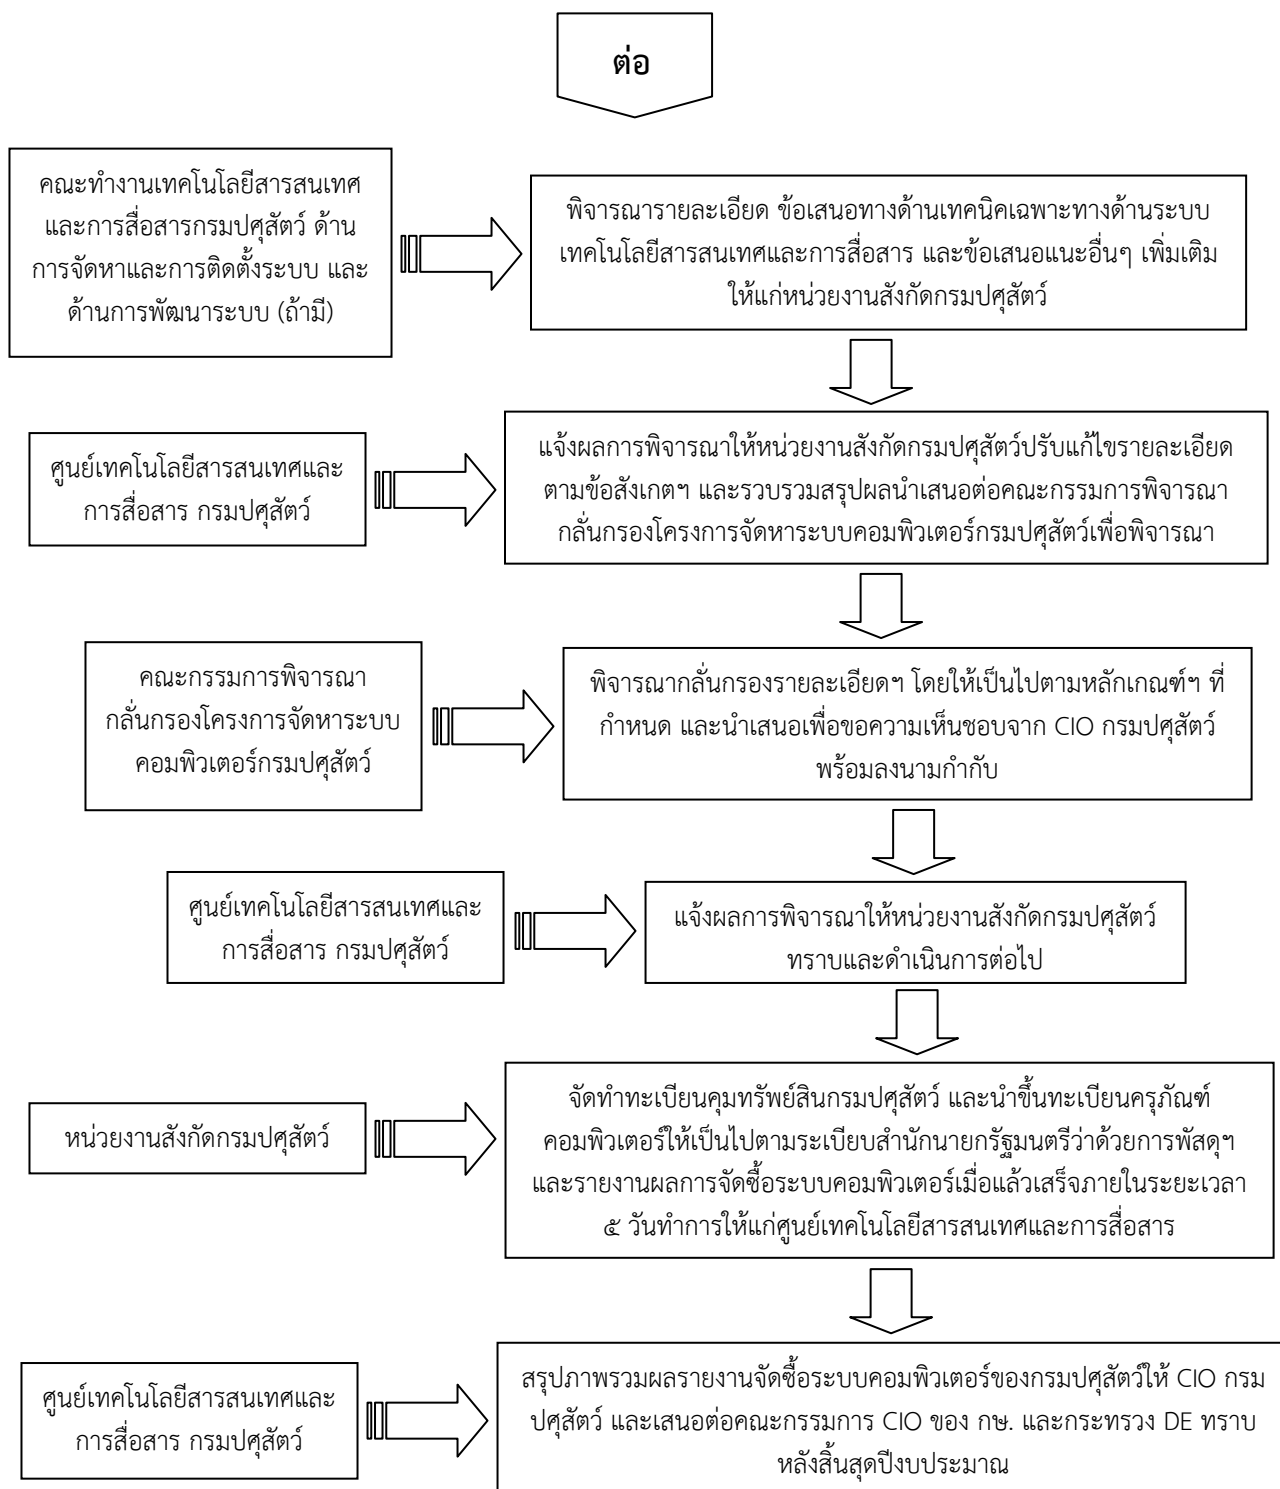 ต่อ
คณะทำงานเทคโนโลยีสารสนเทศ
และการสื่อสารกรมปศุสัตว์ ด้าน
การจัดหาและการติดตั้งระบบ และ
ด้านการพัฒนาระบบ (ถ้ามี)
พิจารณารายละเอียด ข้อเสนอทางด้านเทคนิคเฉพาะทางด้านระบบ
เทคโนโลยีสารสนเทศและการสื่อสาร และข้อเสนอแนะอื่นๆ เพิ่มเติม
ให้แก่หน่วยงานสังกัดกรมปศุสัตว์
ศูนย์เทคโนโลยีสารสนเทศและ
การสื่อสาร กรมปศุสัตว์
แจ้งผลการพิจารณาให้หน่วยงานสังกัดกรมปศุสัตว์ปรับแก้ไขรายละเอียด
ตามข้อสังเกตฯ และรวบรวมสรุปผลนำเสนอต่อคณะกรรมการพิจารณา
กลั่นกรองโครงการจัดหาระบบคอมพิวเตอร์กรมปศุสัตว์เพื่อพิจารณา
คณะกรรมการพิจารณา
กลั่นกรองโครงการจัดหาระบบ
คอมพิวเตอร์กรมปศุสัตว์
พิจารณากลั่นกรองรายละเอียดฯ โดยให้เป็นไปตามหลักเกณฑ์ฯ ที่
กำหนด และนำเสนอเพื่อขอความเห็นชอบจาก CIO กรมปศุสัตว์
พร้อมลงนามกำกับ
ศูนย์เทคโนโลยีสารสนเทศและ
การสื่อสาร กรมปศุสัตว์
แจ้งผลการพิจารณาให้หน่วยงานสังกัดกรมปศุสัตว์
ทราบและดำเนินการต่อไป
หน่วยงานสังกัดกรมปศุสัตว์
จัดทำทะเบียนคุมทรัพย์สินกรมปศุสัตว์ และนำขึ้นทะเบียนครุภัณฑ์
คอมพิวเตอร์ให้เป็นไปตามระเบียบสำนักนายกรัฐมนตรีว่าด้วยการพัสดุฯ
และรายงานผลการจัดซื้อระบบคอมพิวเตอร์เมื่อแล้วเสร็จภายในระยะเวลา
๕ วันทำการให้แก่ศูนย์เทคโนโลยีสารสนเทศและการสื่อสาร
ศูนย์เทคโนโลยีสารสนเทศและ
การสื่อสาร กรมปศุสัตว์
สรุปภาพรวมผลรายงานจัดซื้อระบบคอมพิวเตอร์ของกรมปศุสัตว์ให้ CIO กรม
ปศุสัตว์ และเสนอต่อคณะกรรมการ CIO ของ กษ. และกระทรวง DE ทราบ
หลังสิ้นสุดปีงบประมาณ